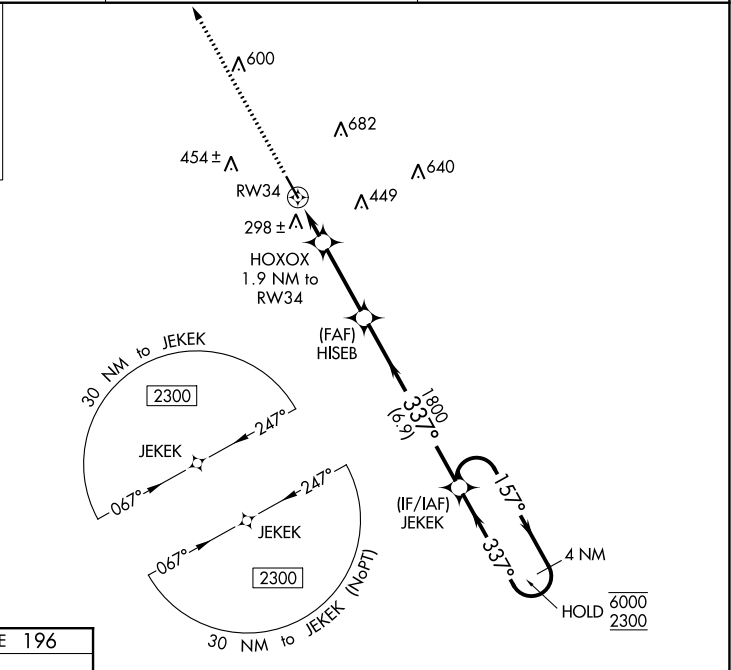 600
682
454 ±
640
RW34
449
298 ±
HOXOX
1.9 NM to
RW34
(FAF)
HISEB
30 NM to JEKEK
2300
1800
337°
(6.9)
247°
JEKEK
067°
(IF/IAF)
JEKEK
157°
247°
JEKEK
067°
337°
4 NM
2300
HOLD
6000
2300
30 NM to JEKEK (NoPT)
E 196